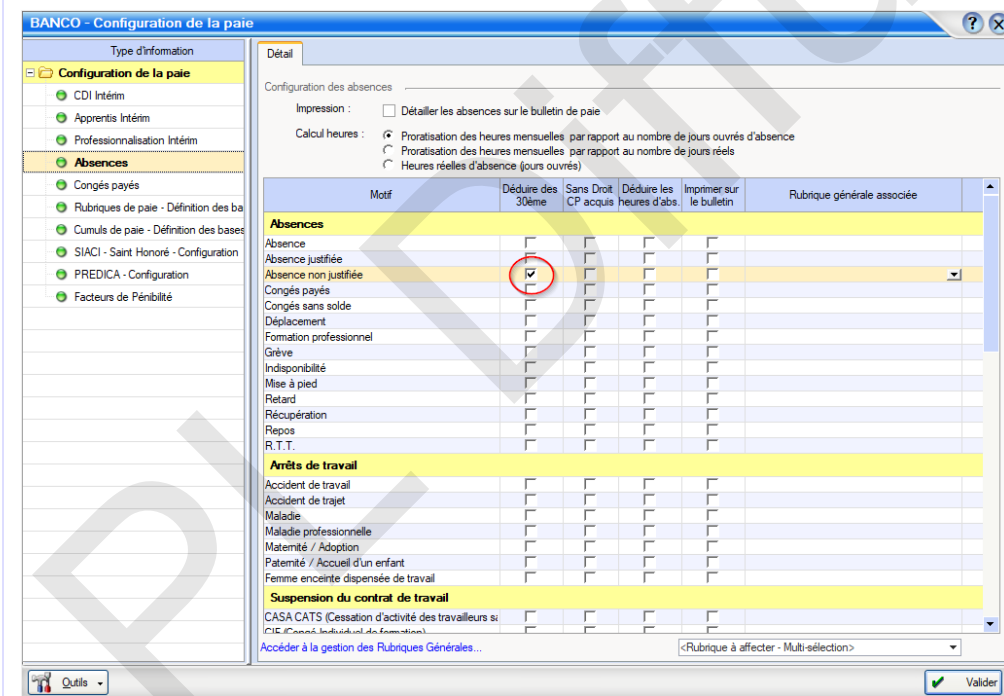 BANCO - Configuration de la paie
Type d'information
Configuration de la paie
CDI Intérim
Apprentis Intérim
Professionnalisation Intérim
Absences
Congés payés
Rubriques de paie - Définition des ba
Cumuls de paie - Définition des bases
SIACI - Saint Honoré - Configuration
PREDICA - Configuration
Facteurs de Pénibilité
Détail
Configuration des absences
Impression : Détailler les absences sur le bulletin de paie
Calcul heures : Proratisation des heures mensuelles par rapport au nombre de jours ouvrés d'absence
Proratisation des heures mensuelles par rapport au nombre de jours réels
Heures réelles d'absence (jours ouvrés)
Motif Déduire des 30ème Sans Droit CP acquis Déduire les heures d'abs. Imprimer sur le bulletin Rubrique générale associée
Absences
Absence
Absence justifiée
Absence non justifiée
Congés payés
Congés sans solde
Déplacement
Formation professionnel
Grève
Indisponibilité
Mise à pied
Retard
Récupération
Repos
R.T.T.
Arrêts de travail
Accident de travail
Accident de trajet
Maladie
Maladie professionnelle
Maternité / Adoption
Paternité / Accueil d'un enfant
Femme enceinte dispensée de travail
Suspension du contrat de travail
CASA CATS (Cessation d'activité des travailleurs sa
CIF (Congé Individuel de formation)
Accéder à la gestion des Rubriques Générales...
<Rubrique à affecter - Multi-sélection>
Outils
Valider
PL Diffu